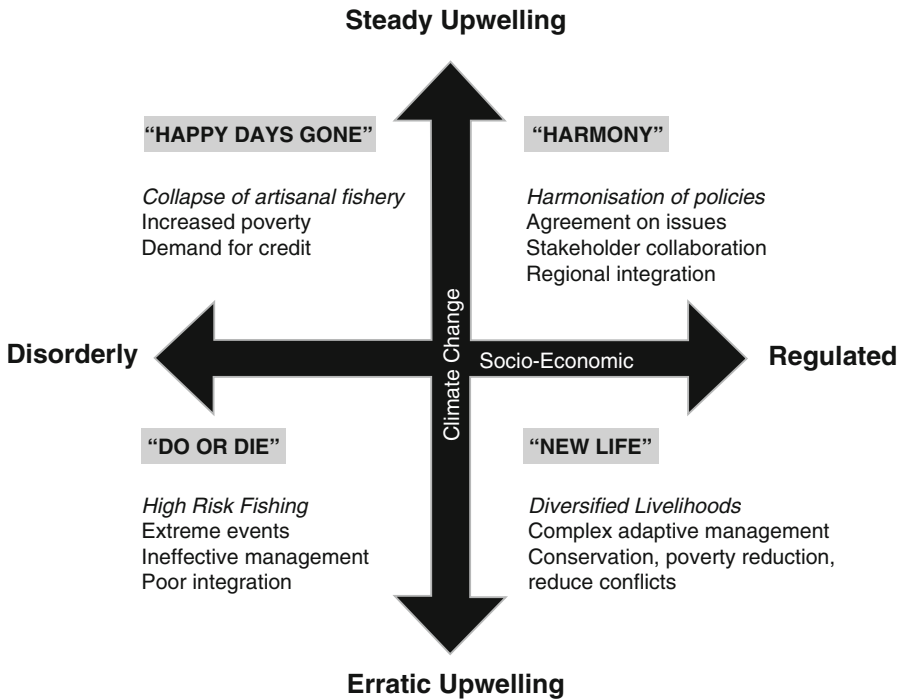 Steady Upwelling
“HAPPY DAYS GONE”
Collapse of artisanal fishery
Increased poverty
Demand for credit
“HARMONY”
Harmonisation of policies
Agreement on issues
Stakeholder collaboration
Regional integration
Disorderly
Climate Change
Socio-Economic
Regulated
“DO OR DIE”
High Risk Fishing
Extreme events
Ineffective management
Poor integration
“NEW LIFE”
Diversified Livelihoods
Complex adaptive management
Conservation, poverty reduction,
reduce conflicts
Erratic Upwelling